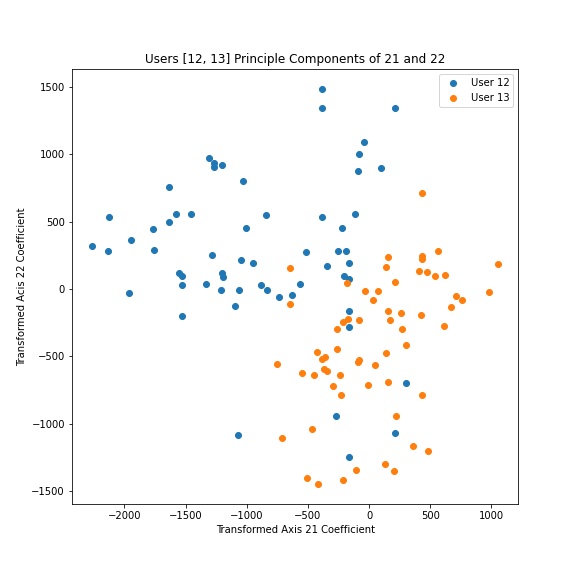 Users [12, 13] Principle Components of 21 and 22
User 12
User 13
Transformed Acis 22 Coefficient
1500
1000
500
0
−500
−1000
−1500
−2000
−1500
−1000
−500
0
500
1000
Transformed Axis 21 Coefficient